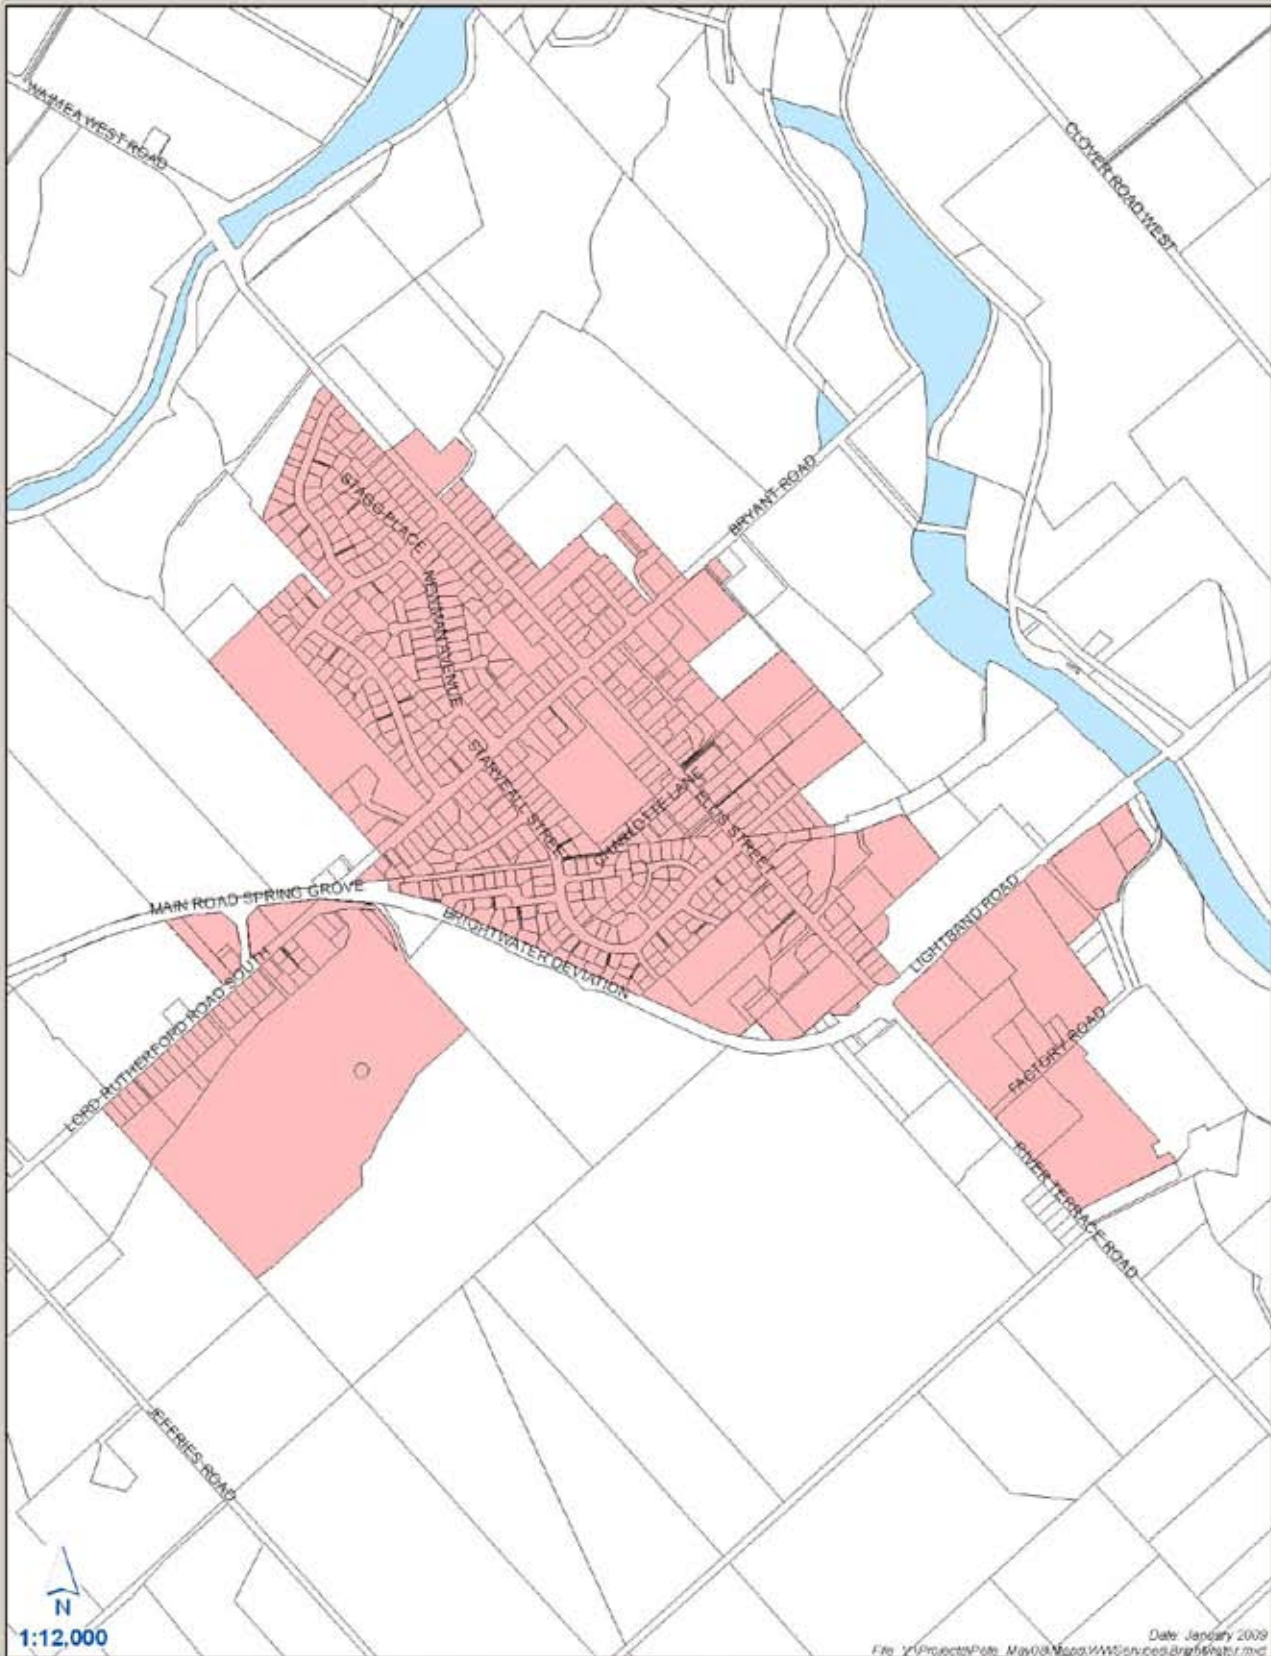 WAIMEA WEST ROAD
CLOVER ROAD WEST
BRYANT ROAD
STAGG PLACE
NEWMAN AVENUE
STARVEALL STREET
CHARLOTTE LANE
ELLIS STREET
MAIN ROAD SPRING GROVE
BRIGHTWATER DEVIATION
LIGHTBAND ROAD
LORD RUTHERFORD ROAD SOUTH
FACTORY ROAD
RIVER TERRACE ROAD
JEFFRIES ROAD
N
1:12,000
Date: January 2009
File: